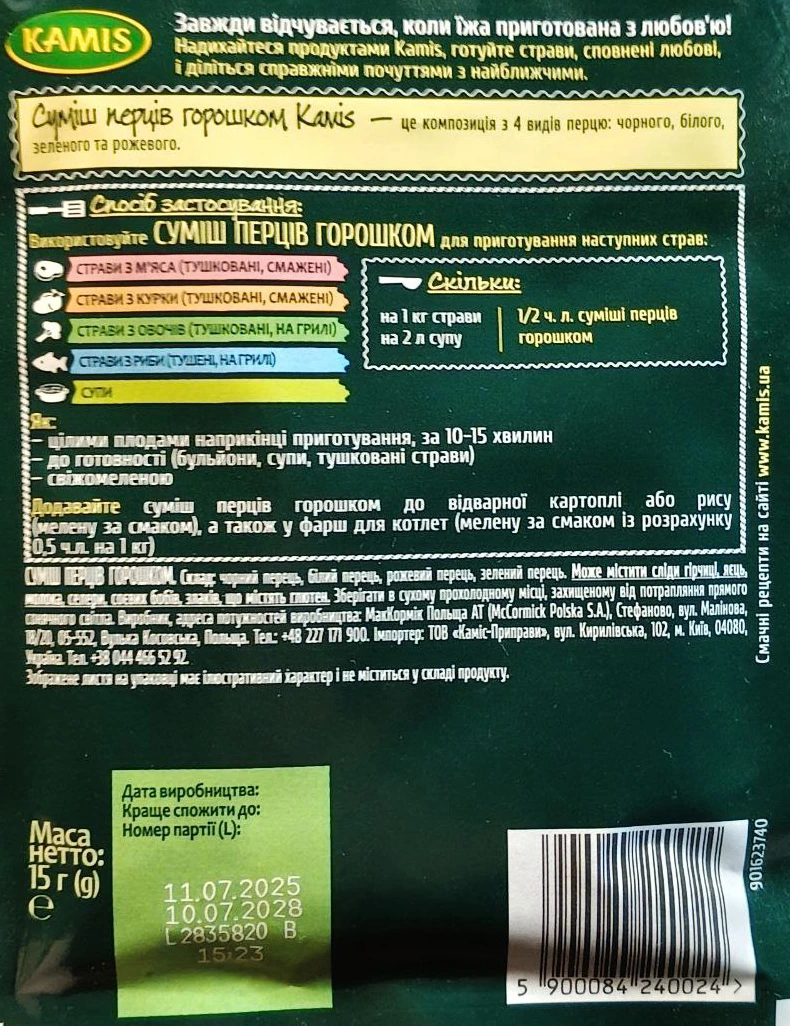 KAMIS
Завжди відчувається, коли їжа приготована з любов'ю!
Надихайтеся продуктами Kamis, готуйте страви, сповнені любові,
і діліться справжніми почуттями з найближчими.
Суміш перців горошком Kamis — це композиція з 4 видів перцю: чорного, білого,
зеленого та рожевого.
Спосіб застосування:
Використовуйте СУМІШ ПЕРЦІВ ГОРОШКОМ для приготування наступних страв:
СТРАВИ З М'ЯСА (ТУШКОВАНІ, СМАЖЕНІ)
СТРАВИ З КУРКИ (ТУШКОВАНІ, СМАЖЕНІ)
СТРАВИ З ОВОЧІВ (ТУШКОВАНІ, НА ГРИЛІ)
СТРАВИ З РИБИ (ТУШЕНІ, НА ГРИЛІ)
СУПИ
Скільки:
на 1 кг страви
на 2 л супу
1/2 ч. л. суміші перців
горошком
Як:
– цілими плодами наприкінці приготування, за 10-15 хвилин
– до готовності (бульйони, супи, тушковані страви)
– свіжомеленою
Додавайте суміш перців горошком до відварної картоплі або рису
(мелену за смаком), а також у фарш для котлет (мелену за смаком із розрахунку
0,5 ч.л. на 1 кг)
СУМІШ ПЕРЦІВ ГОРОШКОМ. Склад: чорний перець, білий перець, рожевий перець, зелений перець. Може містити сліди гірчиці, яєць,
молока, селери, соєвих бобів, злаків, що містять глютен. Зберігати в сухому прохолодному місці, захищеному від потрапляння прямого
сонячного світла. Виробник, адреса потужностей виробництва: МакКормік Польща АТ (McCormick Polska S.A.), Стефаново, вул. Малінова,
18/20, 05-552, Вулька Косовська, Польща. Тел.: +48 227 171 900. Імпортер: ТОВ «Каміс-Приправи», вул. Кирилівська, 102, м. Київ, 04080,
Україна. Тел. +38 044 466 52 92.
Зображене листя на упаковці має ілюстративний характер і не міститься у складі продукту.
Смачні рецепти на сайті www.kamis.ua
Маса
нетто:
15 г (g)
e
Дата виробництва:
Краще спожити до:
Номер партії (L):
11.07.2025
10.07.2028
L 2835820 B
15:23
901623740
5 900084 240024 >